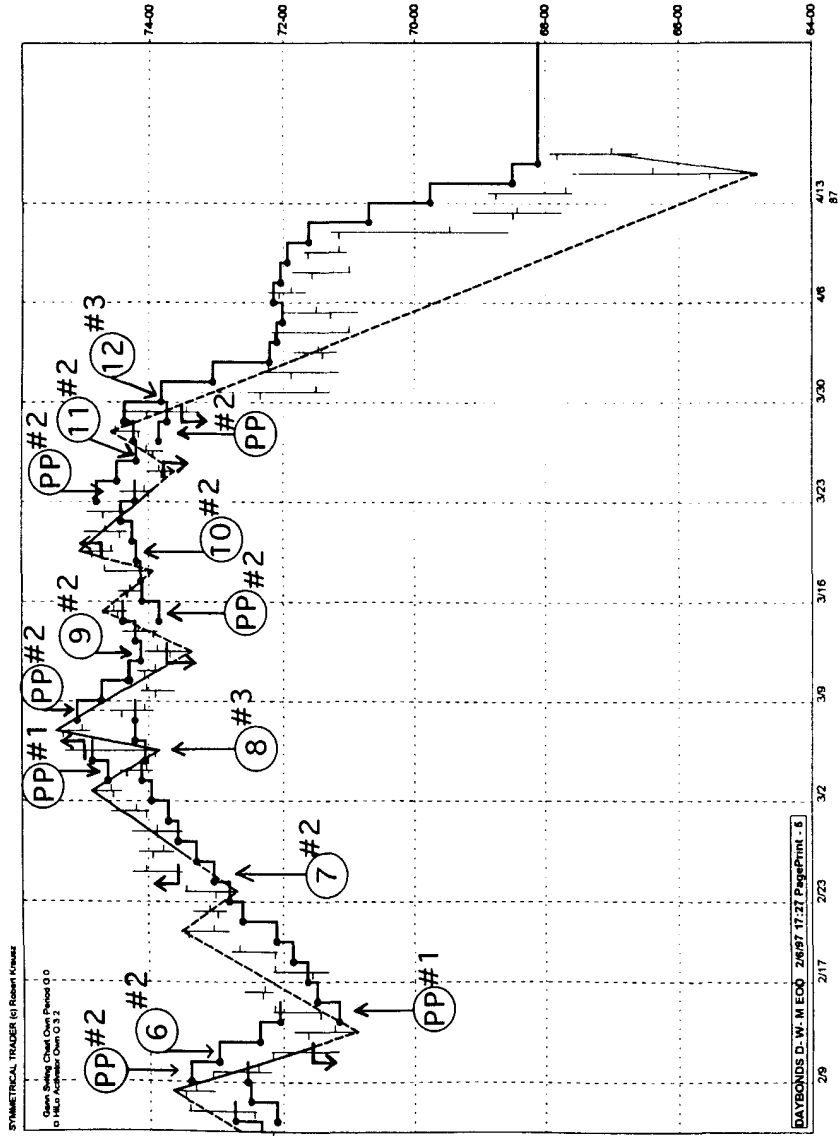 SYMMETRICAL TRADER (c) Robert Krausz
Gann Swing Chart Own Period 0 0
HiLo Activator Own 0 3 2
PP #2
6 #2
PP #1
7 #2
PP #1
8 #3
PP #2
9 #2
PP #2
10 #2
PP #2
11 #2
PP #2
12 #3
74-00
72-00
70-00
68-00
66-00
64-00
DAYBONDS D- W- M EOD 2/6/97 17:27 PagePrint - 5
2/9 2/17 2/23 3/2 3/9 3/16 3/23 3/30 4/6 4/13
87